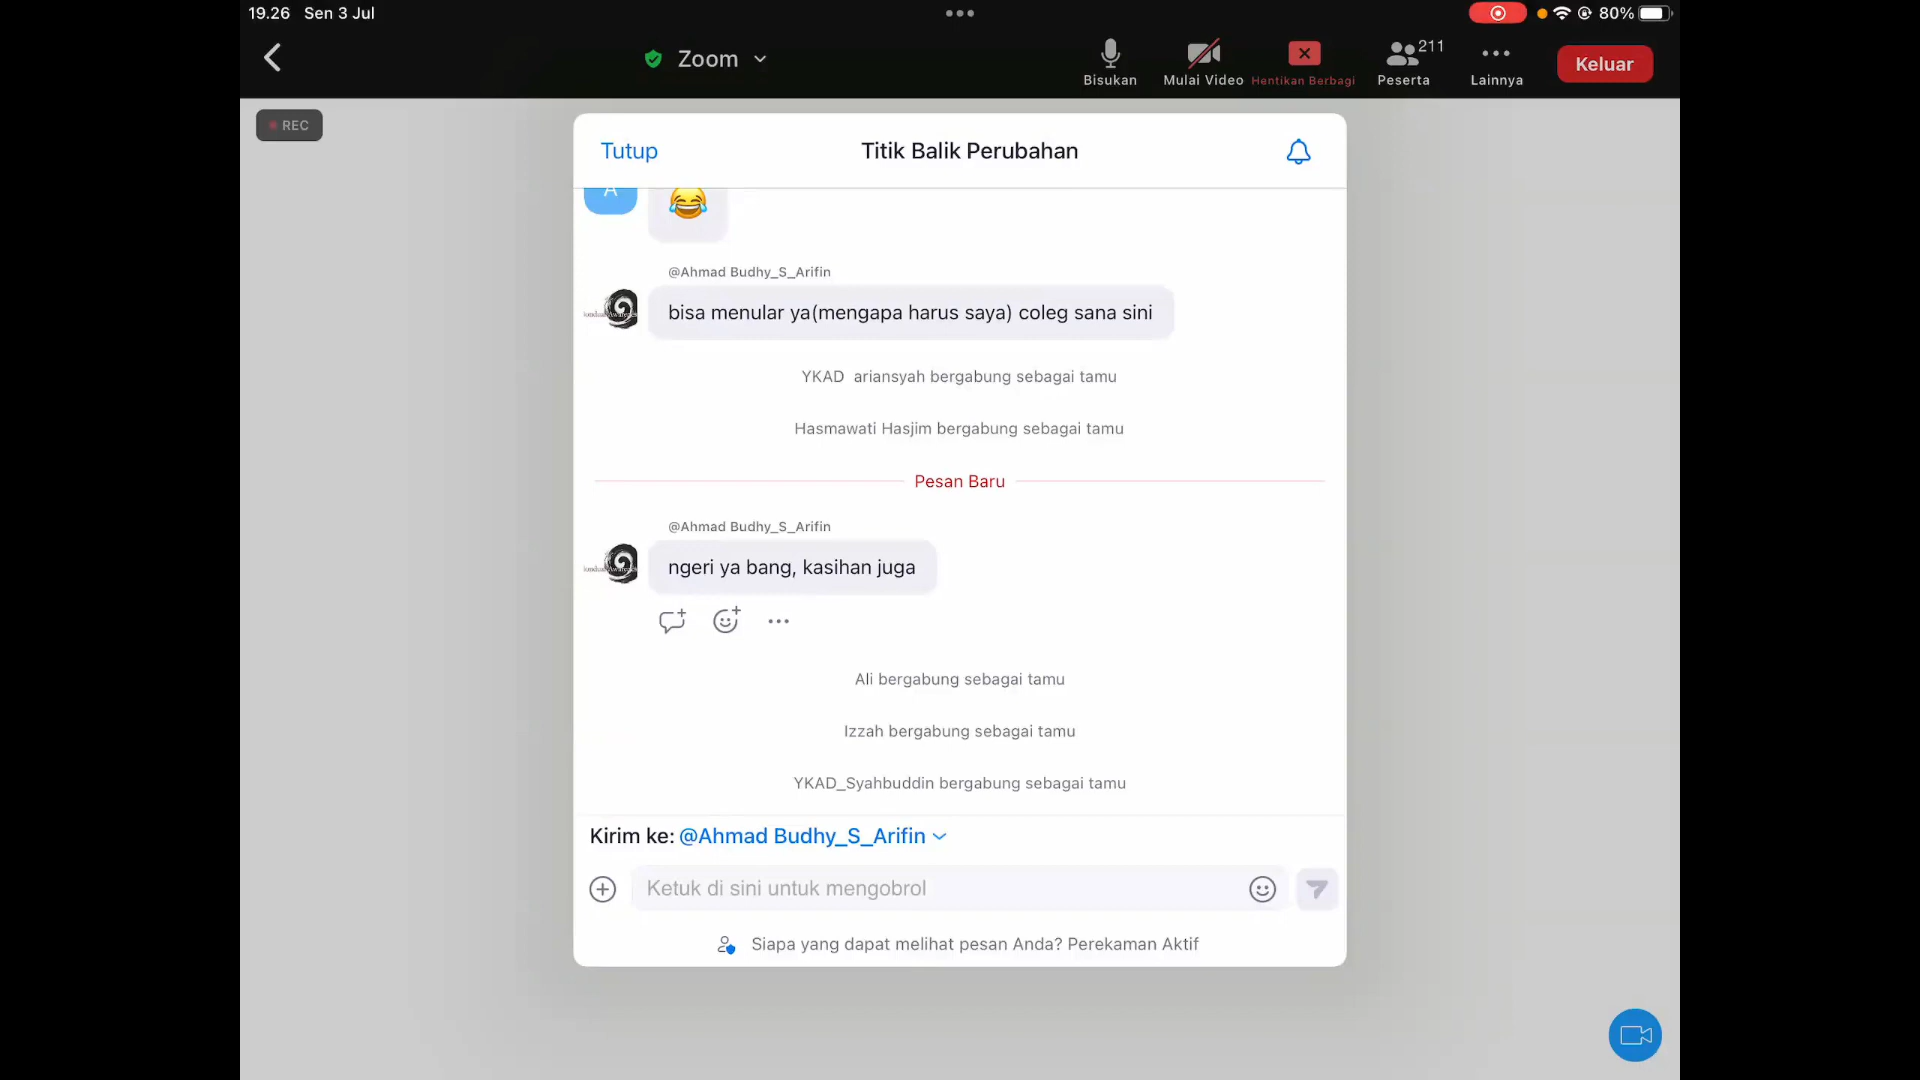 19.26 Sen 3 Jul
80%
Zoom
Bisukan
Mulai Video
Hentikan Berbagi
211
Peserta
Lainnya
Keluar
REC
Tutup
Titik Balik Perubahan
A
@Ahmad Budhy_S_Arifin
bisa menular ya(mengapa harus saya) coleg sana sini
YKAD ariansyah bergabung sebagai tamu
Hasmawati Hasjim bergabung sebagai tamu
Pesan Baru
@Ahmad Budhy_S_Arifin
ngeri ya bang, kasihan juga
Ali bergabung sebagai tamu
Izzah bergabung sebagai tamu
YKAD_Syahbuddin bergabung sebagai tamu
Kirim ke: @Ahmad Budhy_S_Arifin
Ketuk di sini untuk mengobrol
Siapa yang dapat melihat pesan Anda? Perekaman Aktif